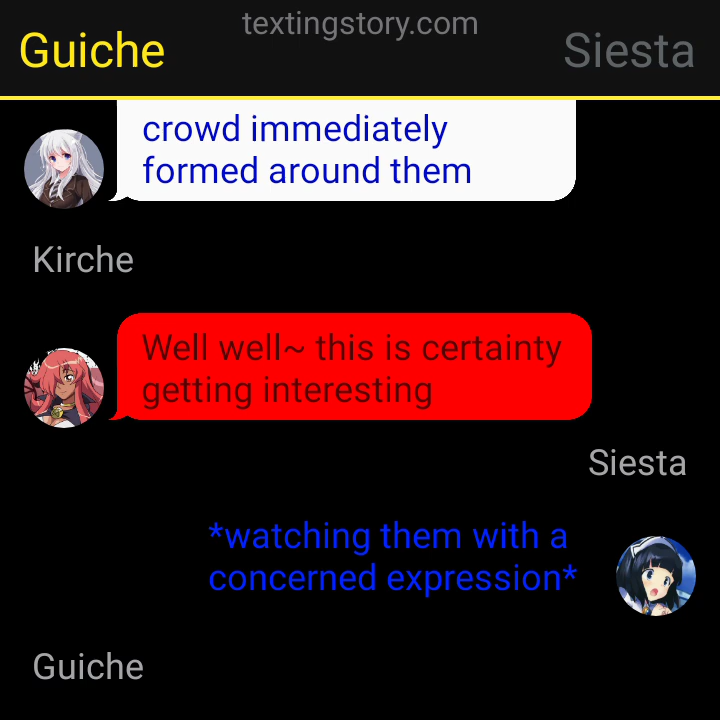 textingstory.com
Guiche
Siesta
crowd immediately
formed around them
Kirche
Well well~ this is certainty
getting interesting
Siesta
*watching them with a
concerned expression*
Guiche